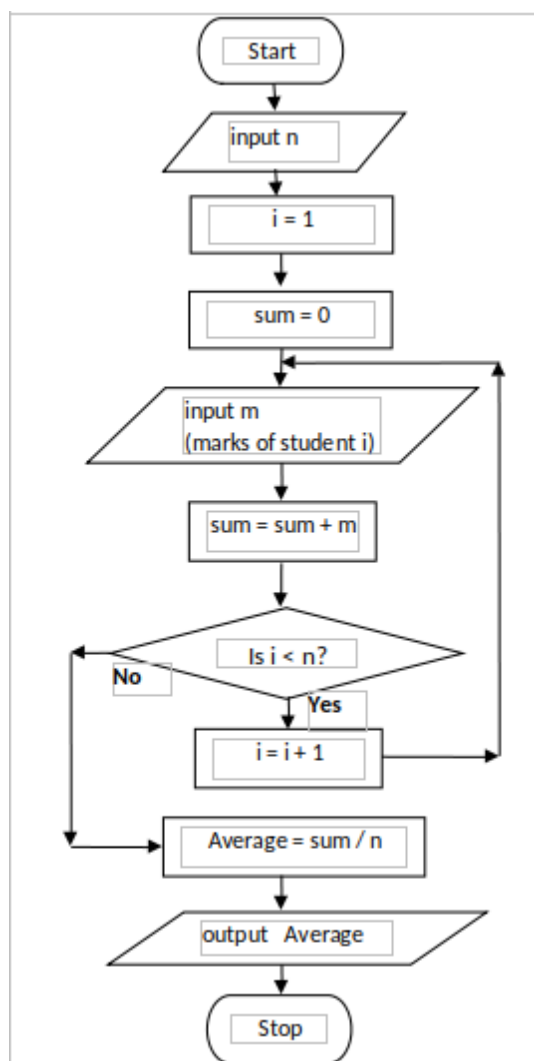 Start
input n
i = 1
sum = 0
input m
(marks of student i)
sum = sum + m
Is i < n?
No
Yes
i = i + 1
Average = sum / n
output Average
Stop